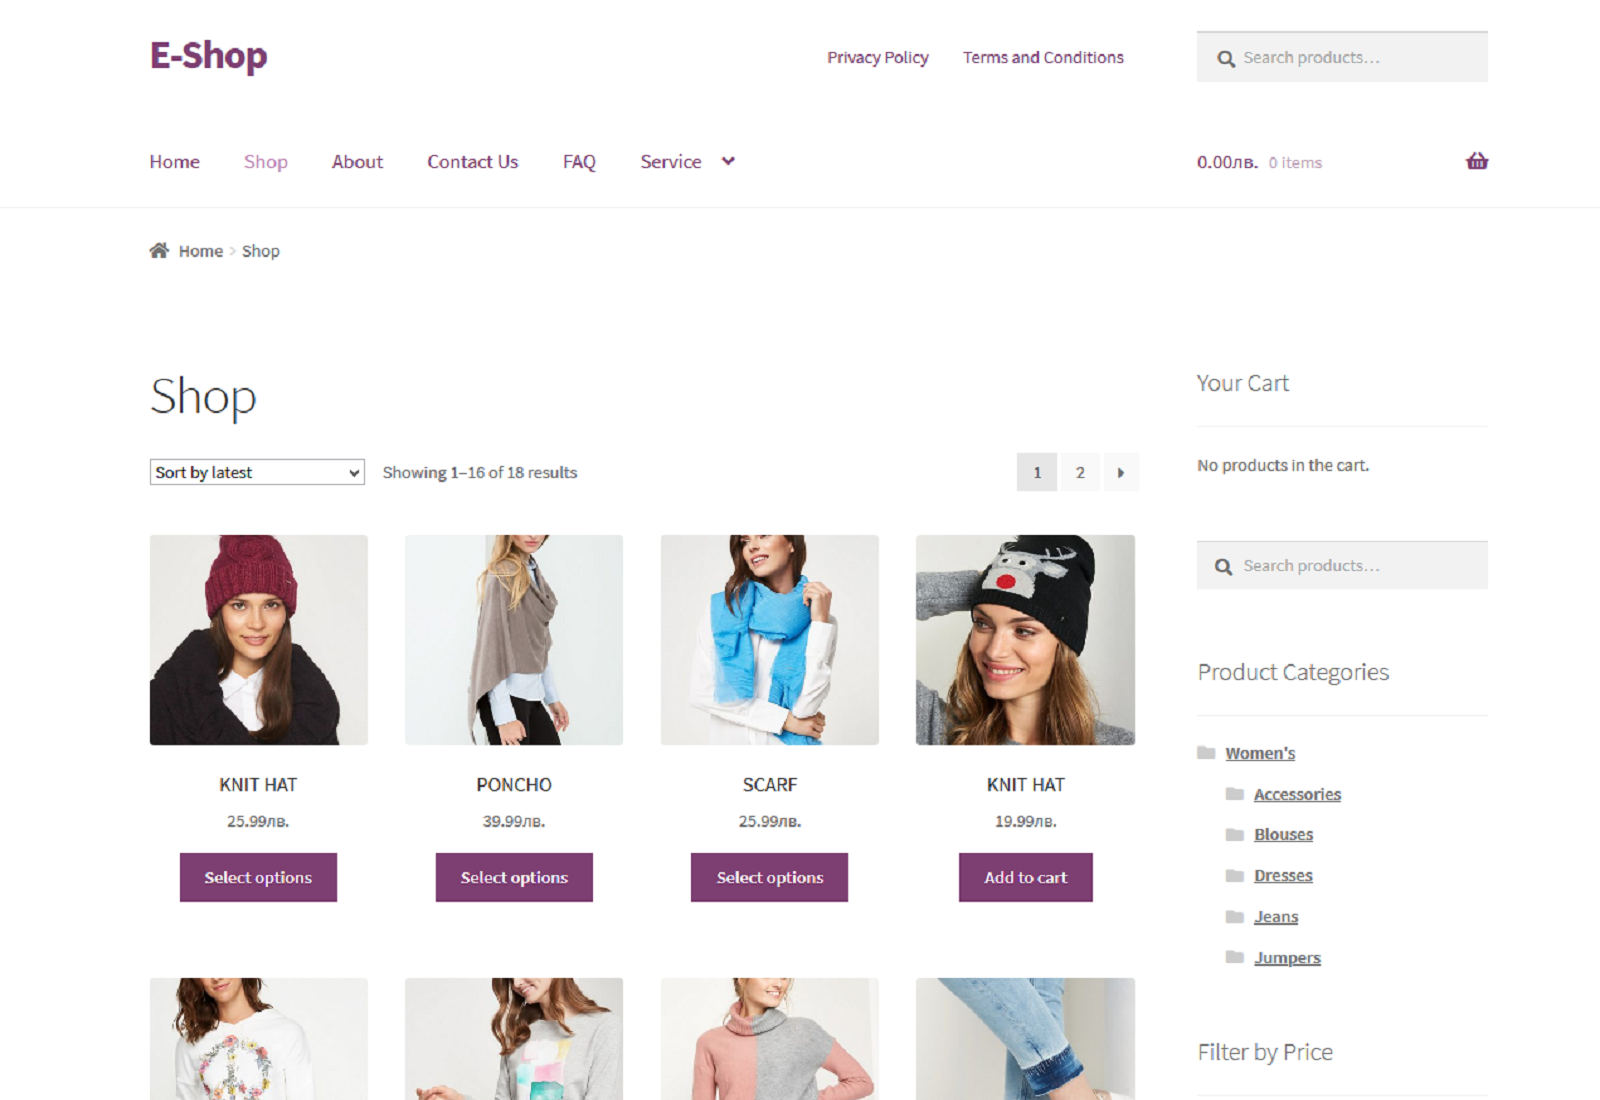 E-Shop
Privacy Policy
Terms and Conditions
Search products…
Home
Shop
About
Contact Us
FAQ
Service
0.00лв. 0 items
Home > Shop
Shop
Sort by latest
Showing 1–16 of 18 results
1
2
KNIT HAT
25.99лв.
Select options
PONCHO
39.99лв.
Select options
SCARF
25.99лв.
Select options
KNIT HAT
19.99лв.
Add to cart
Your Cart
No products in the cart.
Search products…
Product Categories
Women's
Accessories
Blouses
Dresses
Jeans
Jumpers
Filter by Price